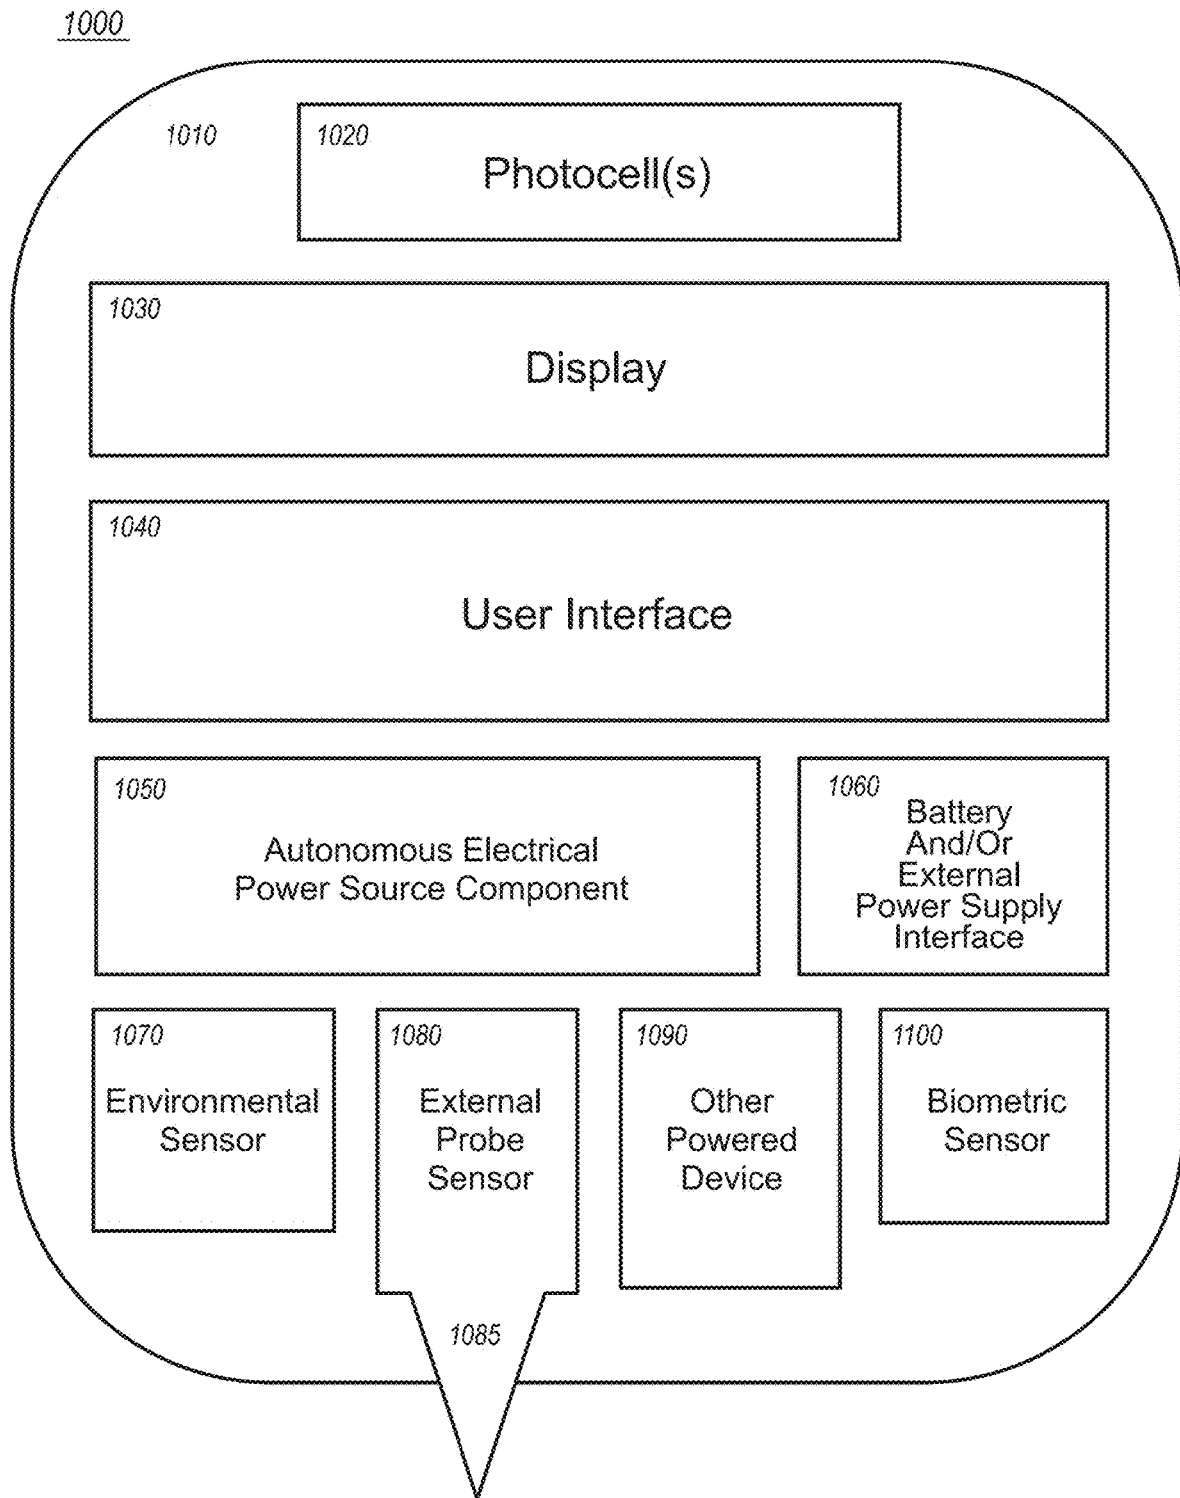 1000
1010
1020
Photocell(s)
1030
Display
1040
User Interface
1050
Autonomous Electrical
Power Source Component
1060
Battery
And/Or
External
Power Supply
Interface
1070
Environmental
Sensor
1080
External
Probe
Sensor
1085
1090
Other
Powered
Device
1100
Biometric
Sensor